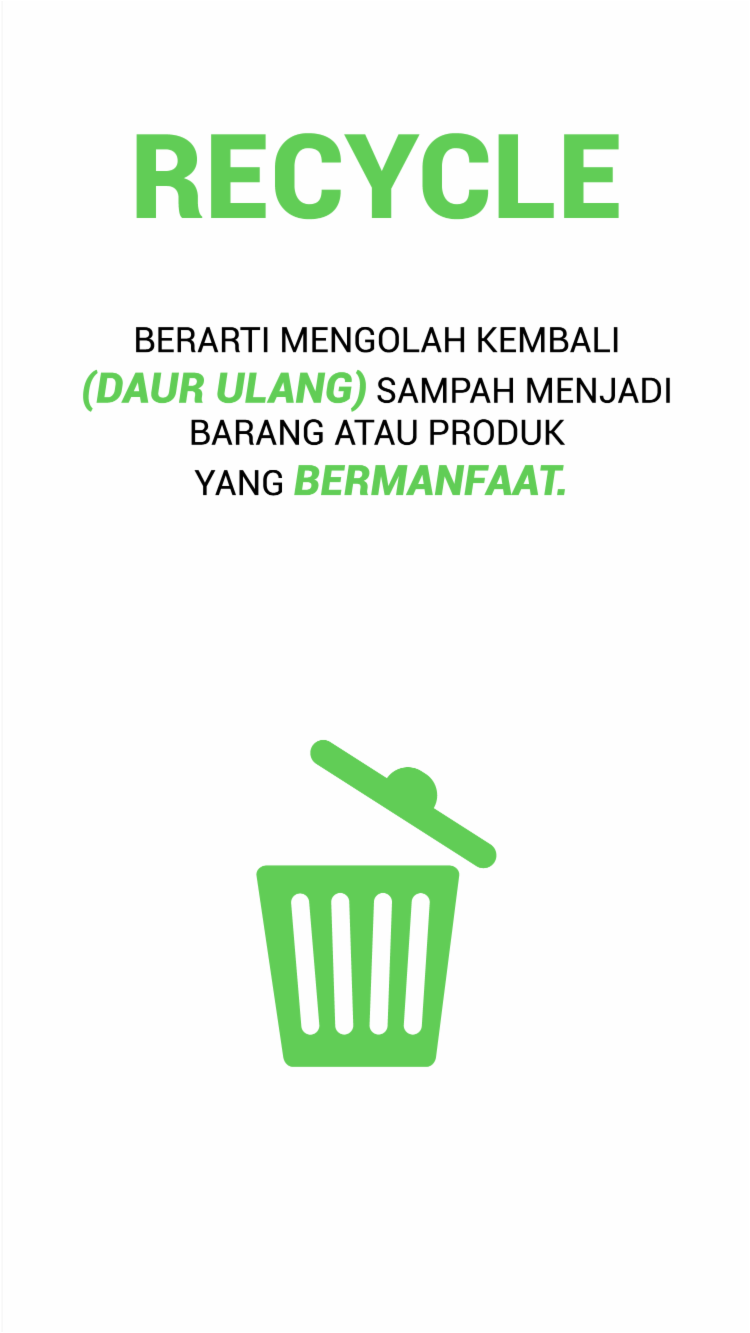 RECYCLE
BERARTI MENGOLAH KEMBALI
(DAUR ULANG) SAMPAH MENJADI
BARANG ATAU PRODUK
YANG BERMANFAAT.